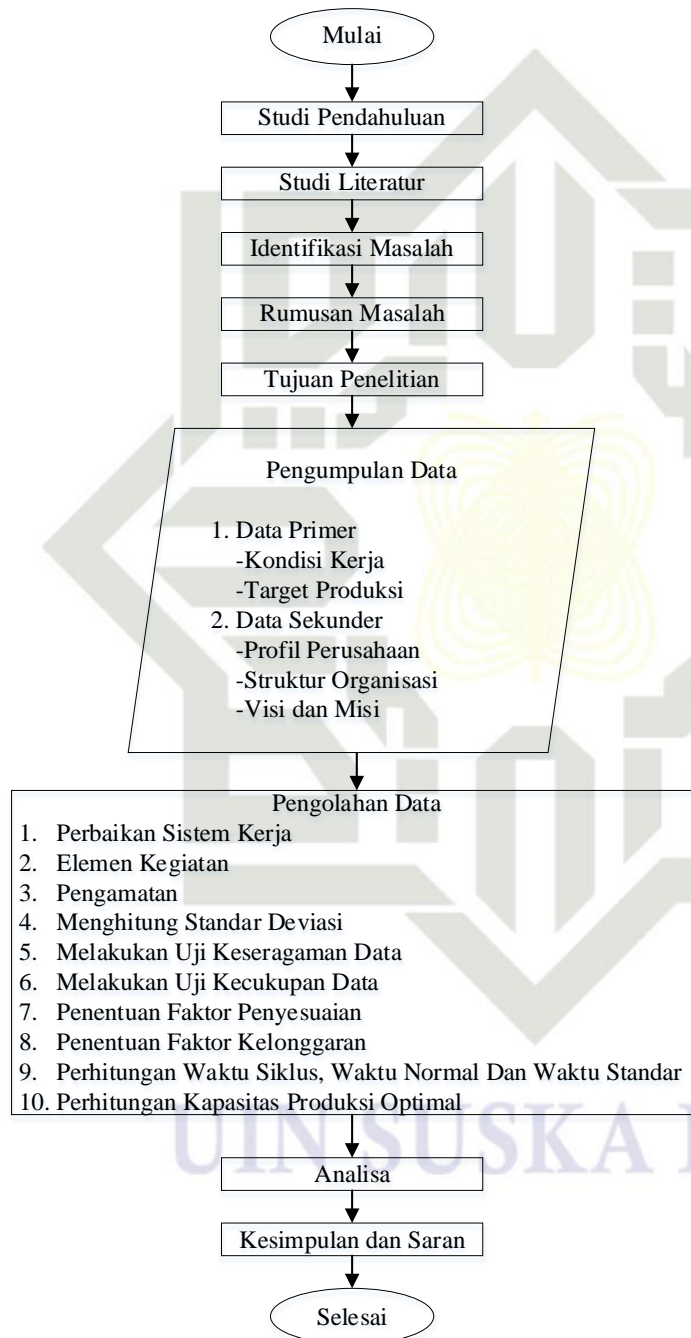 Mulai
Studi Pendahuluan
Studi Literatur
Identifikasi Masalah
Rumusan Masalah
Tujuan Penelitian
Pengumpulan Data
1. Data Primer
-Kondisi Kerja
-Target Produksi
2. Data Sekunder
-Profil Perusahaan
-Struktur Organisasi
-Visi dan Misi
Pengolahan Data
1. Perbaikan Sistem Kerja
2. Elemen Kegiatan
3. Pengamatan
4. Menghitung Standar Deviasi
5. Melakukan Uji Keseragaman Data
6. Melakukan Uji Kecukupan Data
7. Penentuan Faktor Penyesuaian
8. Penentuan Faktor Kelonggaran
9. Perhitungan Waktu Siklus, Waktu Normal Dan Waktu Standar
10. Perhitungan Kapasitas Produksi Optimal
UIN SUSKA
Analisa
Kesimpulan dan Saran
Selesai